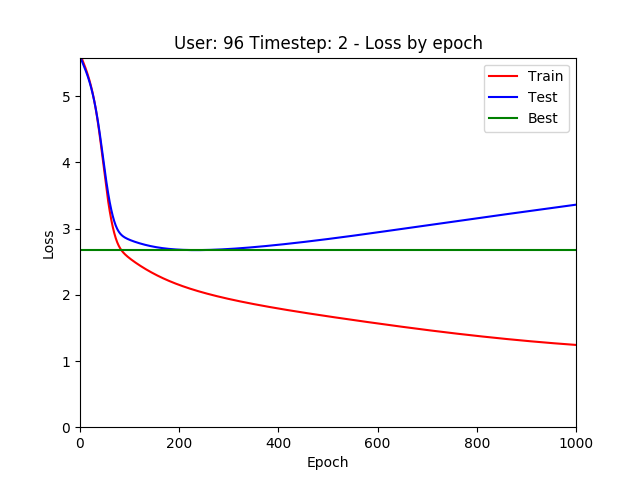 User: 96 Timestep: 2 - Loss by epoch
Train
Test
Best
Loss
5
4
3
2
1
0
0 200 400 600 800 1000
Epoch